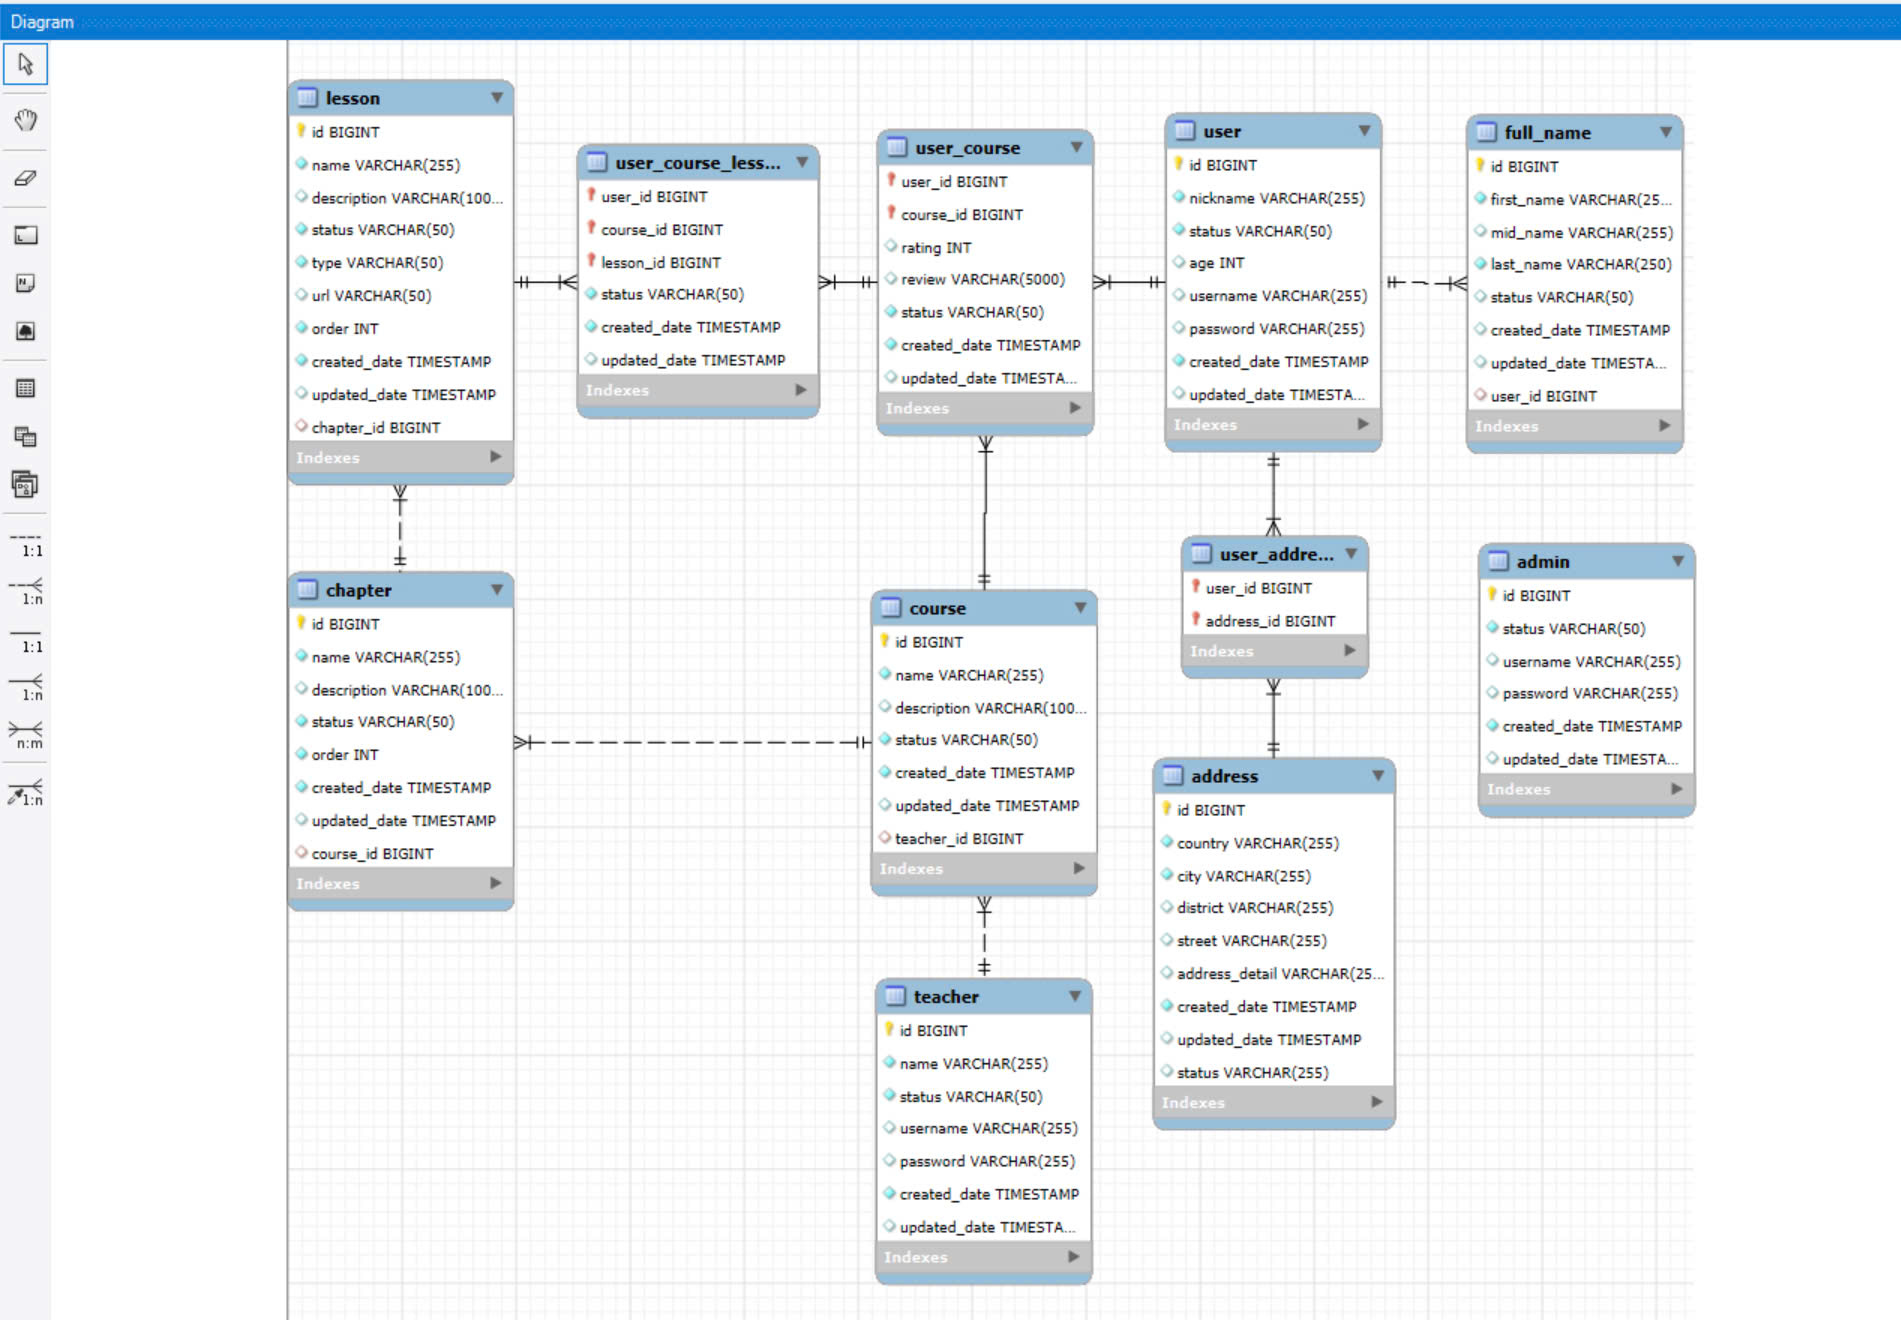 Diagram
lesson
id BIGINT
name VARCHAR(255)
description VARCHAR(100...
status VARCHAR(50)
type VARCHAR(50)
url VARCHAR(50)
order INT
created_date TIMESTAMP
updated_date TIMESTAMP
chapter_id BIGINT
Indexes
user_course_less...
user_id BIGINT
course_id BIGINT
lesson_id BIGINT
status VARCHAR(50)
created_date TIMESTAMP
updated_date TIMESTAMP
Indexes
user_course
user_id BIGINT
course_id BIGINT
rating INT
review VARCHAR(5000)
status VARCHAR(50)
created_date TIMESTAMP
updated_date TIMESTA...
Indexes
user
id BIGINT
nickname VARCHAR(255)
status VARCHAR(50)
age INT
username VARCHAR(255)
password VARCHAR(255)
created_date TIMESTAMP
updated_date TIMESTA...
Indexes
full_name
id BIGINT
first_name VARCHAR(25...
mid_name VARCHAR(255)
last_name VARCHAR(250)
status VARCHAR(50)
created_date TIMESTAMP
updated_date TIMESTA...
user_id BIGINT
Indexes
chapter
id BIGINT
name VARCHAR(255)
description VARCHAR(100...
status VARCHAR(50)
order INT
created_date TIMESTAMP
updated_date TIMESTAMP
course_id BIGINT
Indexes
course
id BIGINT
name VARCHAR(255)
description VARCHAR(100...
status VARCHAR(50)
created_date TIMESTAMP
updated_date TIMESTAMP
teacher_id BIGINT
Indexes
user_addre...
user_id BIGINT
address_id BIGINT
Indexes
admin
id BIGINT
status VARCHAR(50)
username VARCHAR(255)
password VARCHAR(255)
created_date TIMESTAMP
updated_date TIMESTA...
Indexes
address
id BIGINT
country VARCHAR(255)
city VARCHAR(255)
district VARCHAR(255)
street VARCHAR(255)
address_detail VARCHAR(25...
created_date TIMESTAMP
updated_date TIMESTAMP
status VARCHAR(255)
Indexes
teacher
id BIGINT
name VARCHAR(255)
status VARCHAR(50)
username VARCHAR(255)
password VARCHAR(255)
created_date TIMESTAMP
updated_date TIMESTA...
Indexes
1:1
1:n
1:1
1:n
n:m
1:n